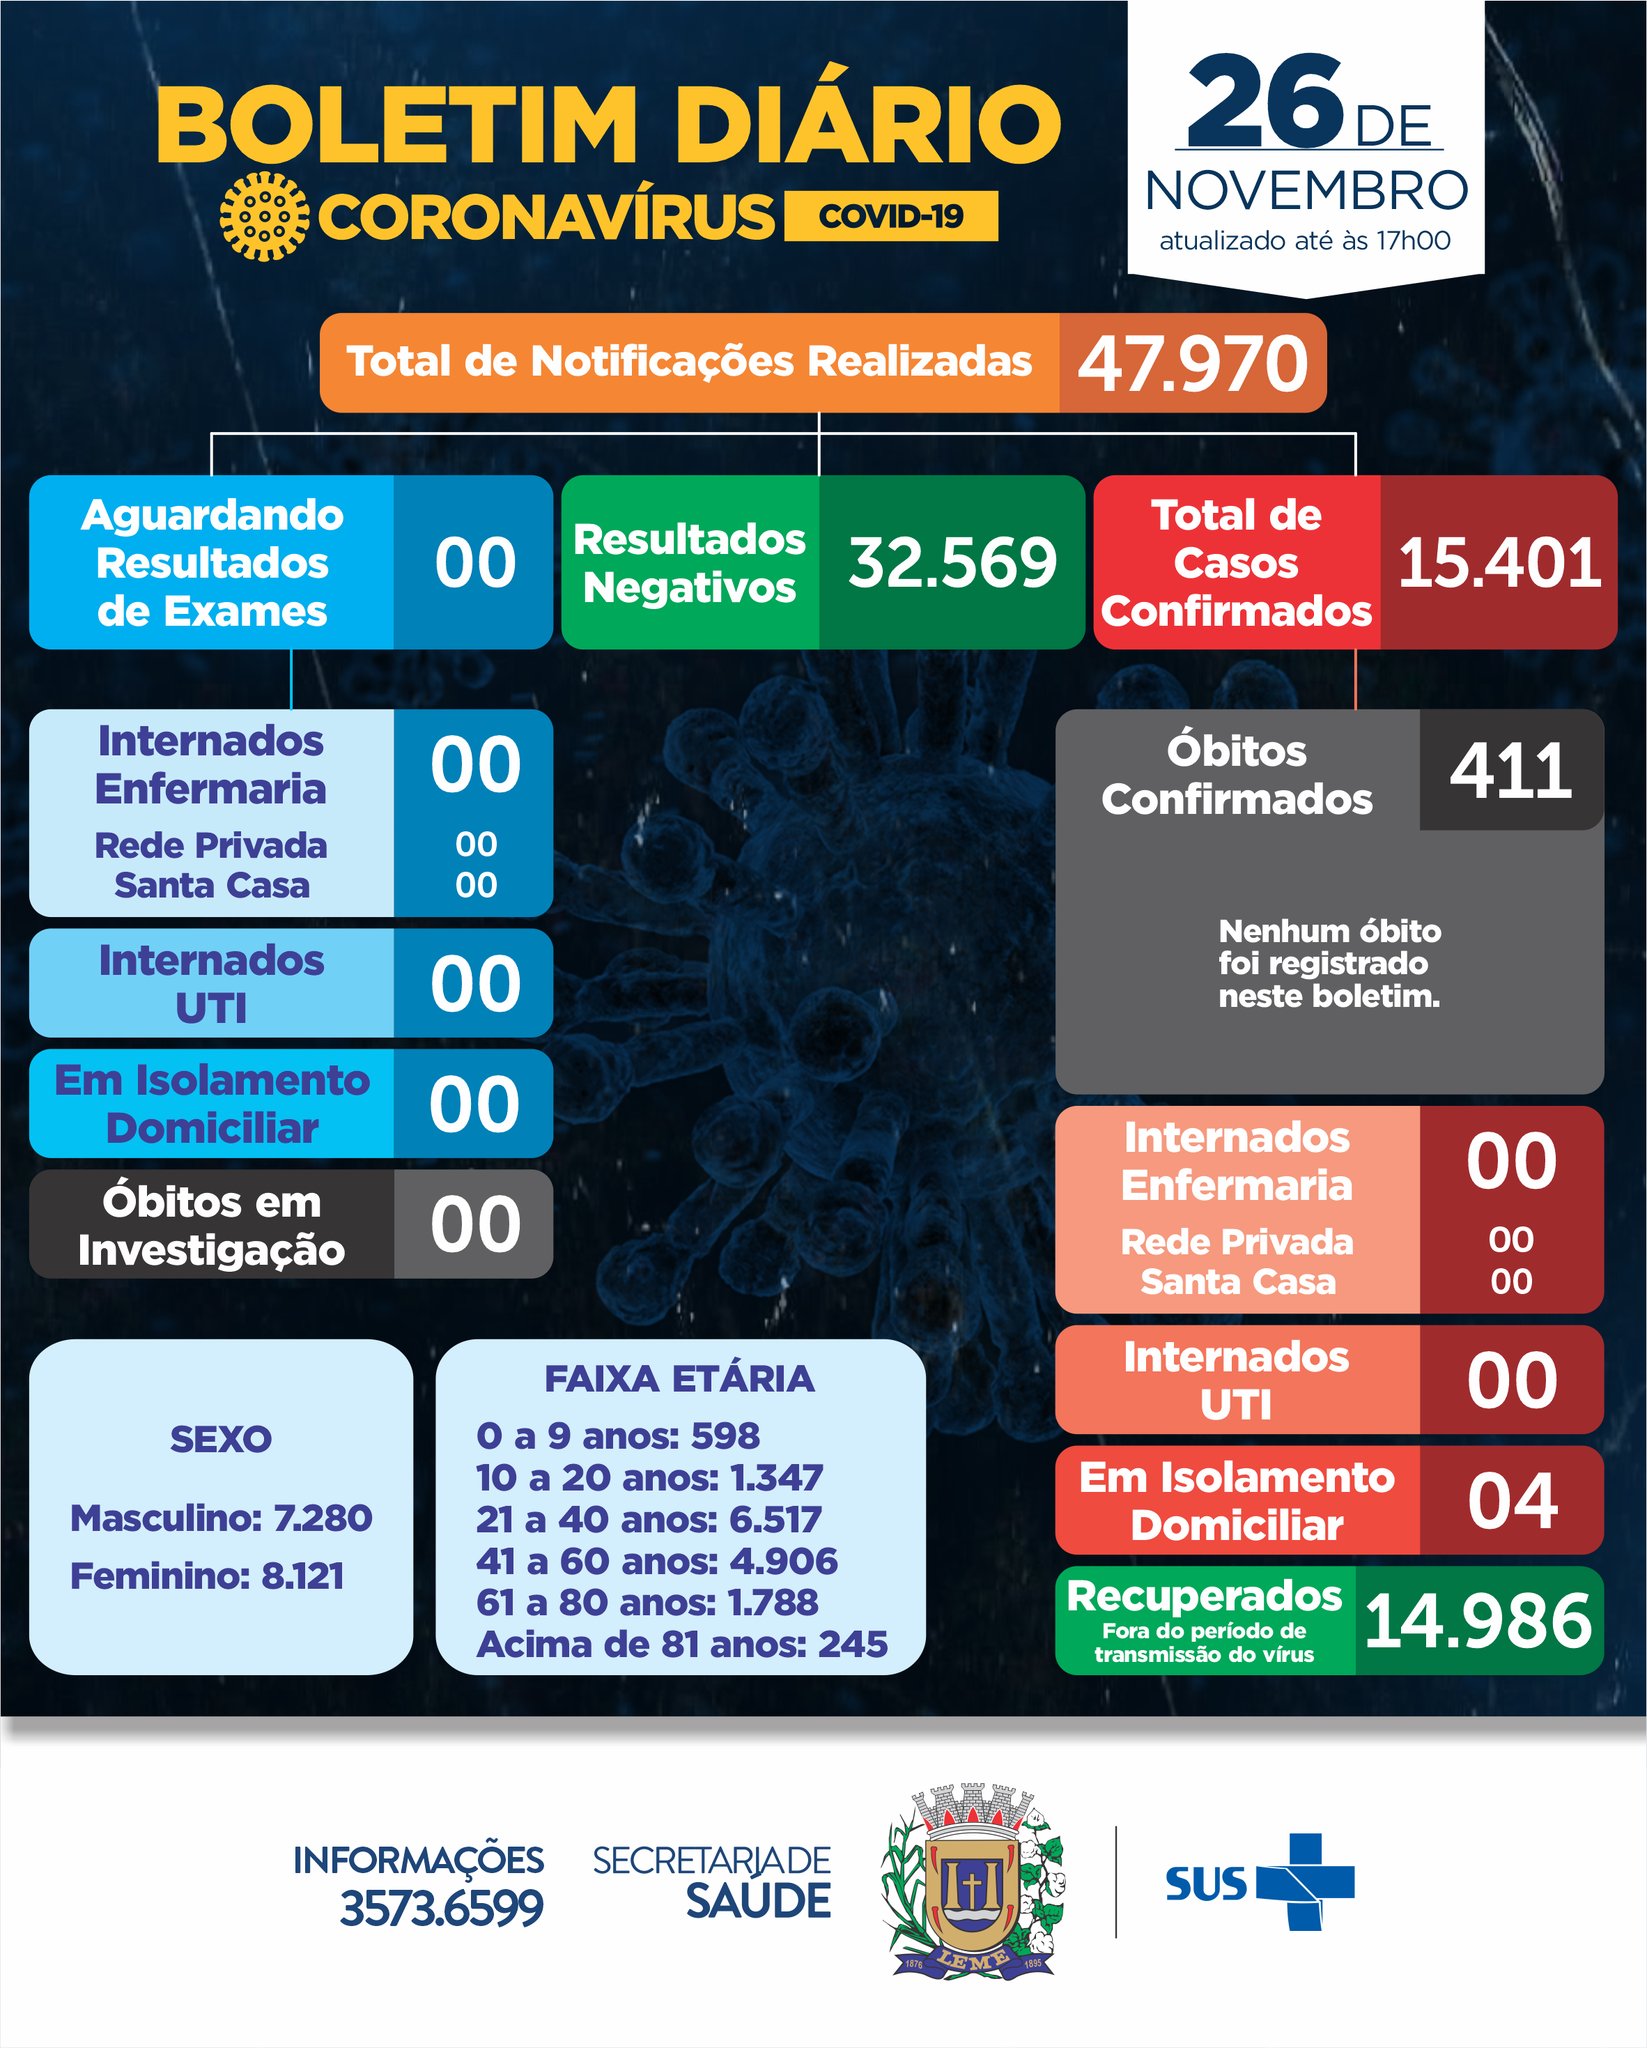 BOLETIM DIÁRIO
CORONAVÍRUS COVID-19
26 DE
NOVEMBRO
atualizado até às 17h00
Total de Notificações Realizadas 47.970
Aguardando
Resultados
de Exames
00
Resultados
Negativos
32.569
Total de
Casos
Confirmados
15.401
Internados
Enfermaria
00
Rede Privada 00
Santa Casa 00
Internados
UTI
00
Em Isolamento
Domiciliar
00
Óbitos em
Investigação
00
Óbitos
Confirmados
411
Nenhum óbito
foi registrado
neste boletim.
Internados
Enfermaria
00
Rede Privada 00
Santa Casa 00
Internados
UTI
00
Em Isolamento
Domiciliar
04
Recuperados
Fora do período de
transmissão do vírus
14.986
SEXO
Masculino: 7.280
Feminino: 8.121
FAIXA ETÁRIA
0 a 9 anos: 598
10 a 20 anos: 1.347
21 a 40 anos: 6.517
41 a 60 anos: 4.906
61 a 80 anos: 1.788
Acima de 81 anos: 245
INFORMAÇÕES
3573.6599
SECRETARIA DE
SAÚDE
LEME
1876 1895
SUS